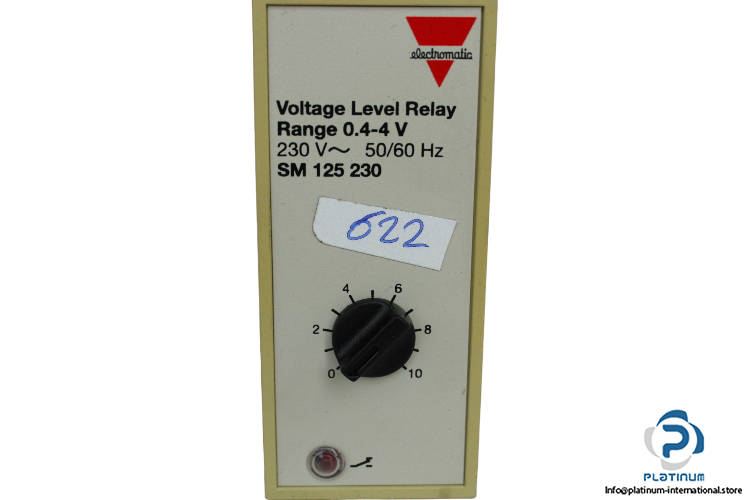 electromatic
Voltage Level Relay
Range 0.4-4 V
230 V~ 50/60 Hz
SM 125 230
622
4 6
2 8
0 10
PLATINUM
Info@platinum-international.store